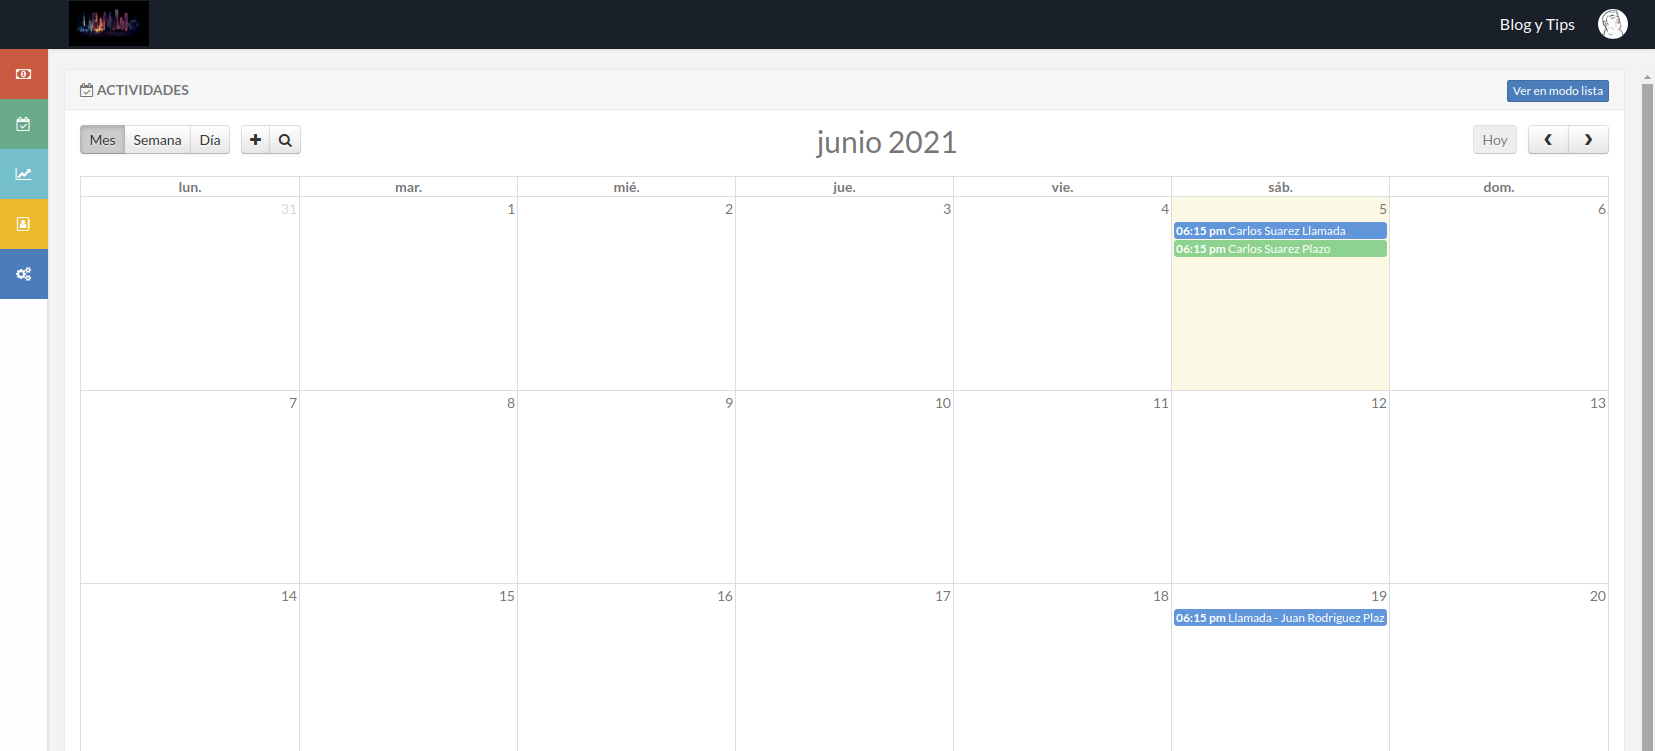 Blog y Tips
ACTIVIDADES
Ver en modo lista
Mes Semana Día
junio 2021
Hoy
lun. mar. mié. jue. vie. sáb. dom.
31 1 2 3 4 5 6
06:15 pm Carlos Suarez Llamada
06:15 pm Carlos Suarez Plazo
7 8 9 10 11 12 13
14 15 16 17 18 19 20
06:15 pm Llamada - Juan Rodriguez Plaz